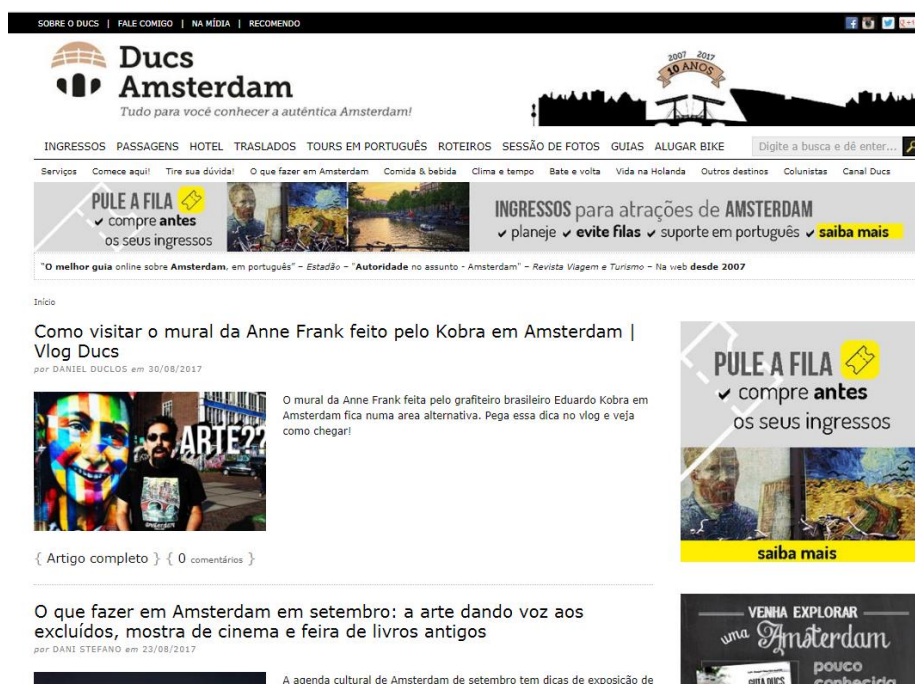 SOBRE O DUCS | FALE COMIGO | NA MÍDIA | RECOMENDO
Ducs
Amsterdam
Tudo para você conhecer a autêntica Amsterdam!
2007 2017
10 ANOS
INGRESSOS PASSAGENS HOTEL TRASLADOS TOURS EM PORTUGUÊS ROTEIROS SESSÃO DE FOTOS GUIAS ALUGAR BIKE
Digite a busca e dê enter...
Serviços Comece aqui! Tire sua dúvida! O que fazer em Amsterdam Comida & bebida Clima e tempo Bate e volta Vida na Holanda Outros destinos Colunistas Canal Ducs
PULE A FILA
✔ compre antes
os seus ingressos
INGRESSOS para atrações de AMSTERDAM
✔ planeje ✔ evite filas ✔ suporte em português ✔ saiba mais
"O melhor guia online sobre Amsterdam, em português" – Estadão – "Autoridade no assunto - Amsterdam" – Revista Viagem e Turismo – Na web desde 2007
Início
Como visitar o mural da Anne Frank feito pelo Kobra em Amsterdam |
Vlog Ducs
por DANIEL DUCLOS em 30/08/2017
ARTE??
O mural da Anne Frank feita pelo grafiteiro brasileiro Eduardo Kobra em
Amsterdam fica numa area alternativa. Pega essa dica no vlog e veja
como chegar!
{ Artigo completo } { 0 comentários }
O que fazer em Amsterdam em setembro: a arte dando voz aos
excluídos, mostra de cinema e feira de livros antigos
por DANI STEFANO em 23/08/2017
A agenda cultural de Amsterdam de setembro tem dicas de exposição de
PULE A FILA
✔ compre antes
os seus ingressos
saiba mais
VENHA EXPLORAR
uma Amsterdam
pouco
conhecida
GUIA DUCS